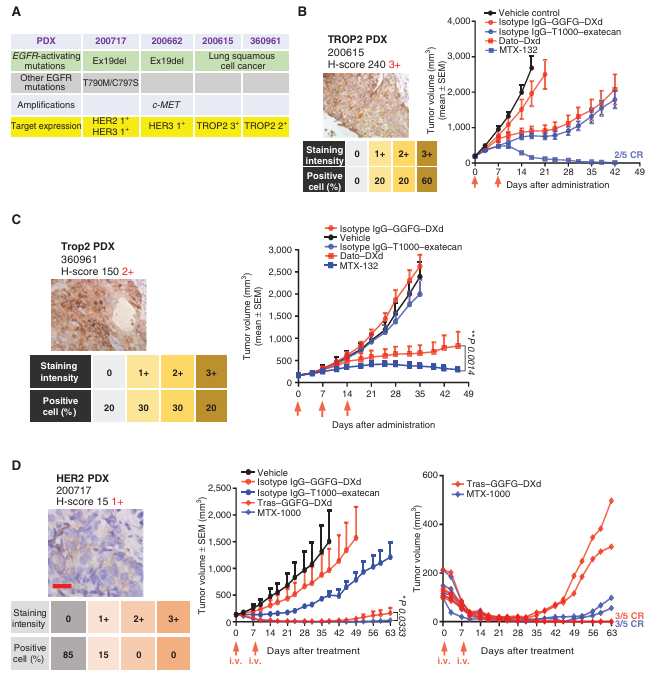 A
PDX 200717 200662 200615 360961
EGFR-activating mutations Ex19del Ex19del Lung squamous cell cancer
Other EGFR mutations T790M/C797S
Amplifications c-MET
Target expression HER2 1+ HER3 1+ HER3 1+ TROP2 3+ TROP2 2+
B
TROP2 PDX
200615
H-score 240 3+
Staining intensity 0 1+ 2+ 3+
Positive cell (%) 0 20 20 60
Vehicle control
Isotype IgG–GGFG–DXd
Isotype IgG–T1000–exatecan
Dato–Dxd
MTX-132
Tumor volume (mm3)
(mean ± SEM)
4,000
3,000
2,000
1,000
0
2/5 CR
0 7 14 21 28 35 42 49
Days after administration
C
Trop2 PDX
360961
H-score 150 2+
Staining intensity 0 1+ 2+ 3+
Positive cell (%) 20 30 30 20
Isotype IgG–GGFG–DXd
Vehicle
Isotype IgG–T1000–exatecan
Dato–DXd
MTX-132
Tumor volume (mm3)
(mean ± SEM)
3,000
2,500
2,000
1,500
1,000
500
0
**P 0.0014
0 7 14 21 28 35 42 49
Days after administration
D
HER2 PDX
200717
H-score 15 1+
Staining intensity 0 1+ 2+ 3+
Positive cell (%) 85 15 0 0
Vehicle
Isotype IgG–GGFG–DXd
Isotype IgG–T1000–exatecan
Tras–GGFG–DXd
MTX-1000
Tumor volume ± SEM (mm3)
2,500
2,000
1,500
1,000
500
0
*P 0.0333
0 7 14 21 28 35 42 49 56 63
Days after treatment
i.v. i.v.
Tras–GGFG–DXd
MTX-1000
Tumor volume (mm3)
600
400
200
0
3/5 CR
3/5 CR
0 7 14 21 28 35 42 49 56 63
Days after treatment
i.v. i.v.